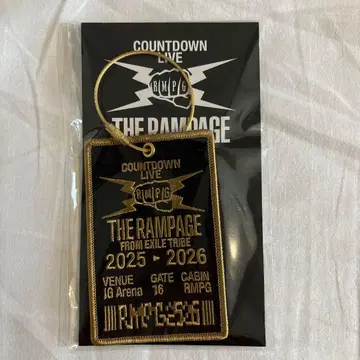 COUNTDOWN
LIVE
RMPG
THE RAMPAGE
COUNTDOWN
LIVE
RMPG
THE RAMPAGE
FROM EXILE TRIBE
2025 ▸ 2026
VENUE GATE CABIN
IG Arena 16 RMPG
RMPG2526